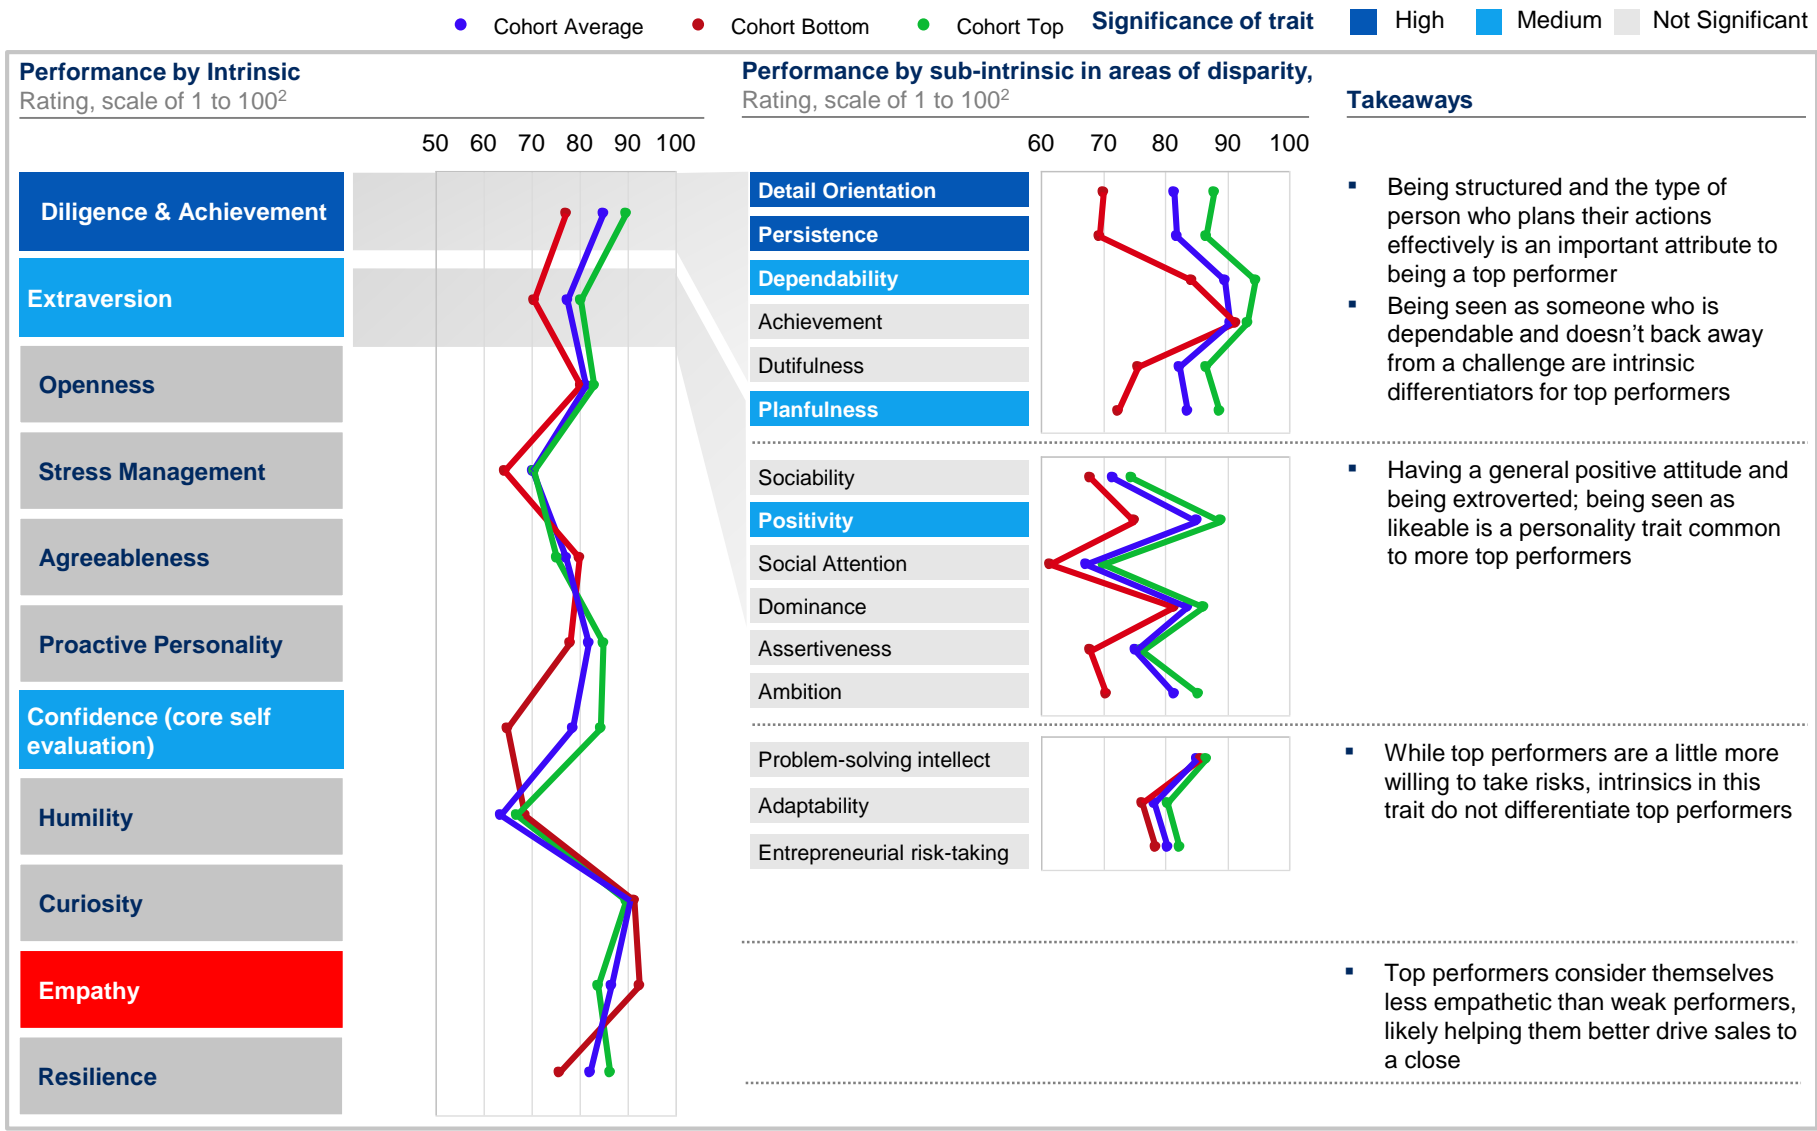 Cohort Average
Cohort Bottom
Cohort Top
Significance of trait
High
Medium
Not Significant
Performance by Intrinsic
Rating, scale of 1 to 100²
50 60 70 80 90 100
Diligence & Achievement
Extraversion
Openness
Stress Management
Agreeableness
Proactive Personality
Confidence (core self
evaluation)
Humility
Curiosity
Empathy
Resilience
Performance by sub-intrinsic in areas of disparity,
Rating, scale of 1 to 100²
60 70 80 90 100
Detail Orientation
Persistence
Dependability
Achievement
Dutifulness
Planfulness
Sociability
Positivity
Social Attention
Dominance
Assertiveness
Ambition
Problem-solving intellect
Adaptability
Entrepreneurial risk-taking
Takeaways
▪ Being structured and the type of
person who plans their actions
effectively is an important attribute to
being a top performer
▪ Being seen as someone who is
dependable and doesn’t back away
from a challenge are intrinsic
differentiators for top performers
▪ Having a general positive attitude and
being extroverted; being seen as
likeable is a personality trait common
to more top performers
▪ While top performers are a little more
willing to take risks, intrinsics in this
trait do not differentiate top performers
▪ Top performers consider themselves
less empathetic than weak performers,
likely helping them better drive sales to
a close